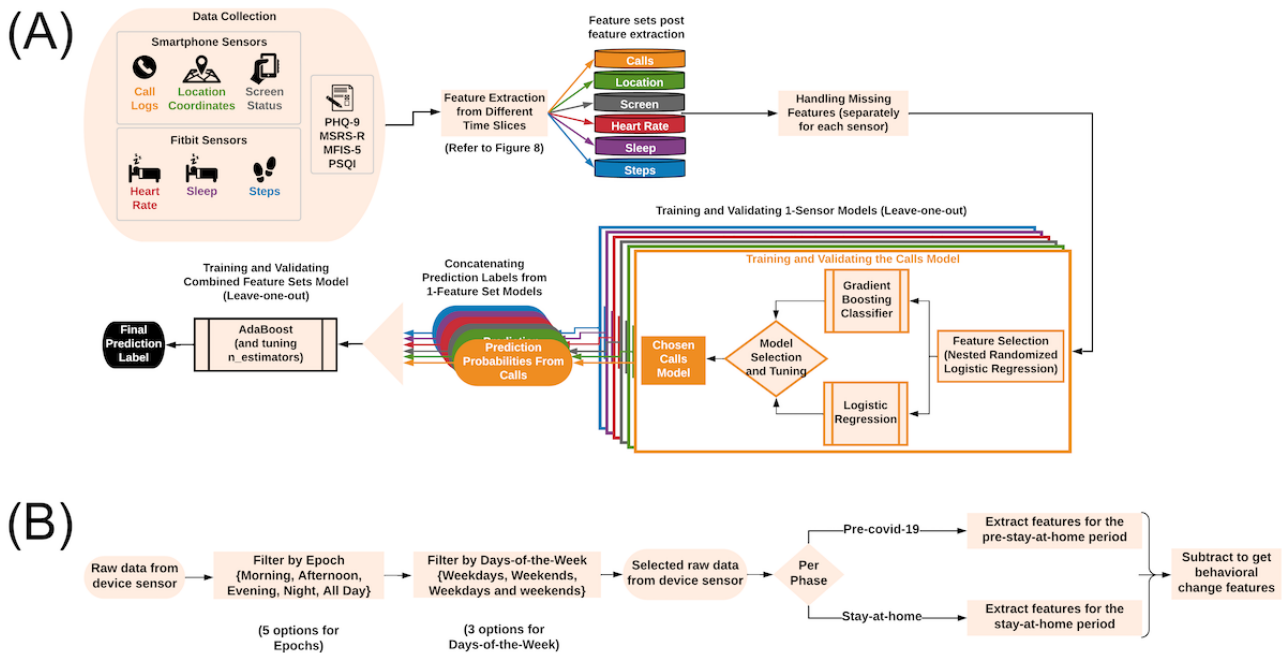 (A)
Data Collection
Smartphone Sensors
Call
Logs
Location
Coordinates
Screen
Status
Fitbit Sensors
Heart
Rate
Sleep
Steps
PHQ-9
MSRS-R
MFIS-5
PSQI
Feature Extraction
from Different
Time Slices
(Refer to Figure 8)
Feature sets post
feature extraction
Calls
Location
Screen
Heart Rate
Sleep
Steps
Handling Missing
Features (separately
for each sensor)
Training and Validating 1-Sensor Models (Leave-one-out)
Training and Validating the Calls Model
Feature Selection
(Nested Randomized
Logistic Regression)
Gradient
Boosting
Classifier
Logistic
Regression
Model
Selection
and Tuning
Chosen
Calls
Model
Concatenating
Prediction Labels from
1-Feature Set Models
Prediction
Prediction
Probabilities From
Calls
Training and Validating
Combined Feature Sets Model
(Leave-one-out)
AdaBoost
(and tuning
n_estimators)
Final
Prediction
Label
(B)
Raw data from
device sensor
Filter by Epoch
{Morning, Afternoon,
Evening, Night, All Day}
(5 options for
Epochs)
Filter by Days-of-the-Week
{Weekdays, Weekends,
Weekdays and weekends}
(3 options for
Days-of-the-Week)
Selected raw data
from device sensor
Per
Phase
Pre-covid-19
Extract features for the
pre-stay-at-home period
Stay-at-home
Extract features for the
stay-at-home period
Subtract to get
behavioral
change features